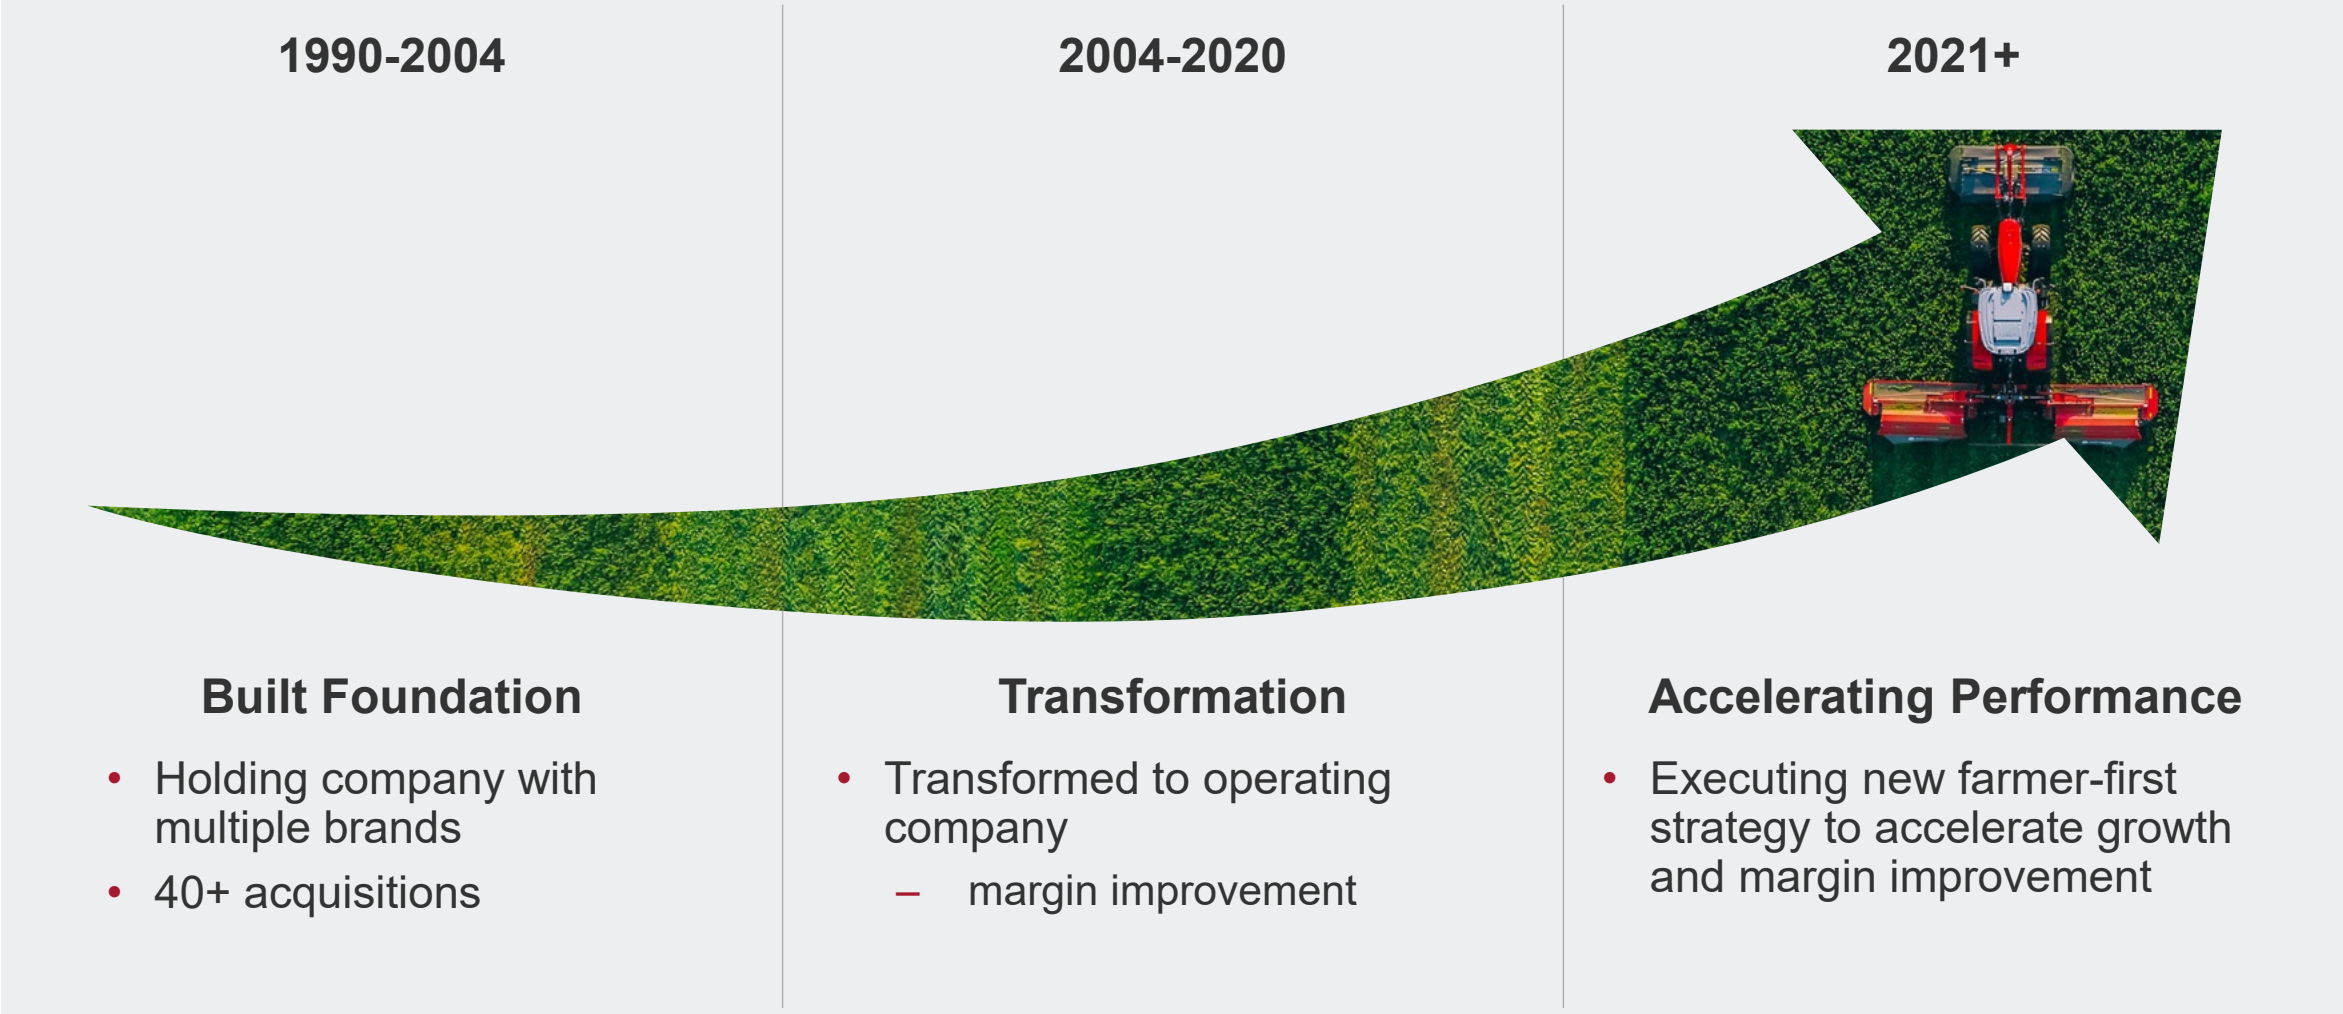 1990-2004
2004-2020
2021+
Built Foundation
• Holding company with
multiple brands
• 40+ acquisitions
Transformation
• Transformed to operating
company
– margin improvement
Accelerating Performance
• Executing new farmer-first
strategy to accelerate growth
and margin improvement